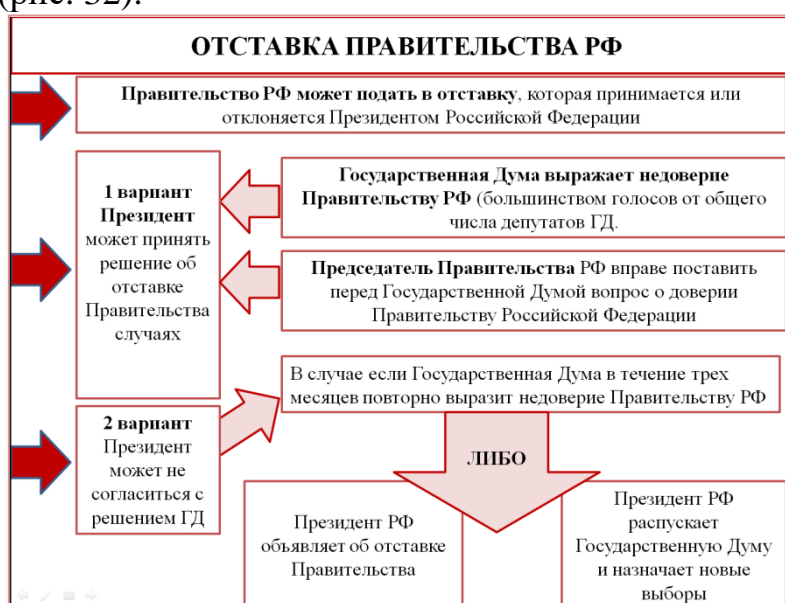 (рис. 32).
ОТСТАВКА ПРАВИТЕЛЬСТВА РФ
Правительство РФ может подать в отставку, которая принимается или
отклоняется Президентом Российской Федерации
1 вариант
Президент
может принять
решение об
отставке
Правительства
случаях
Государственная Дума выражает недоверие
Правительству РФ (большинством голосов от общего
числа депутатов ГД.
Председатель Правительства РФ вправе поставить
перед Государственной Думой вопрос о доверии
Правительству Российской Федерации
В случае если Государственная Дума в течение трех
месяцев повторно выразит недоверие Правительству РФ
2 вариант
Президент
может не
согласиться с
решением ГД
ЛИБО
Президент РФ
объявляет об отставке
Правительства
Президент РФ
распускает
Государственную Думу
и назначает новые
выборы